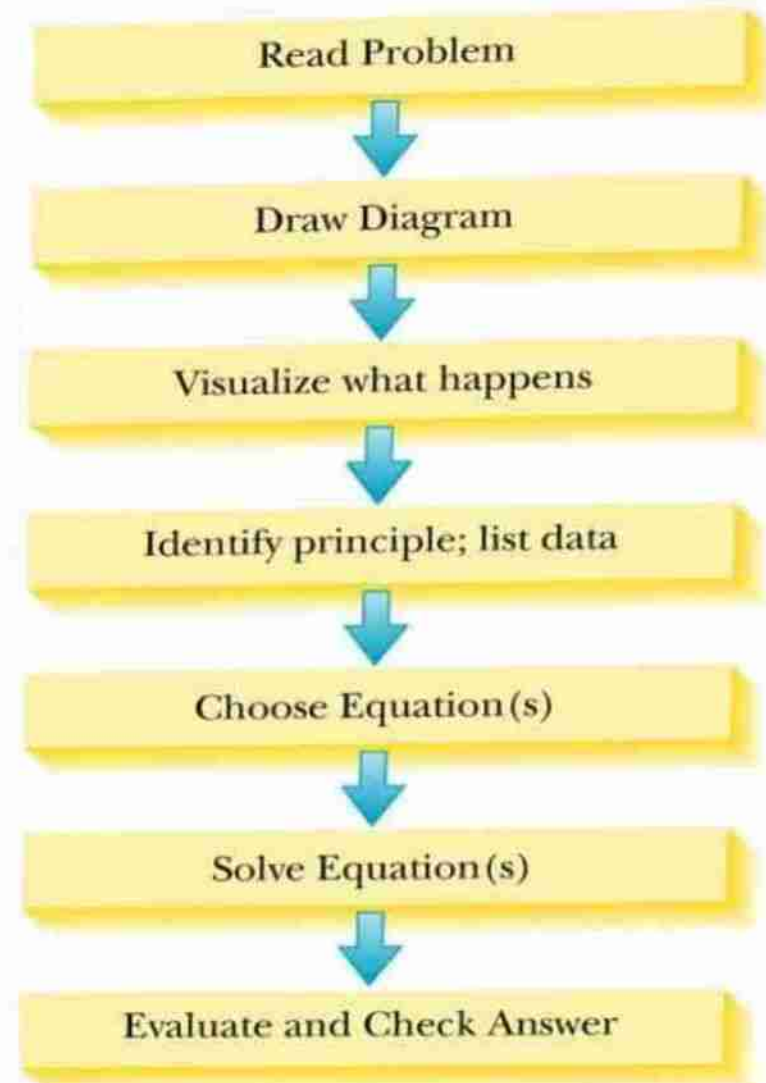 Read Problem
Draw Diagram
Visualize what happens
Identify principle; list data
Choose Equation(s)
Solve Equation(s)
Evaluate and Check Answer